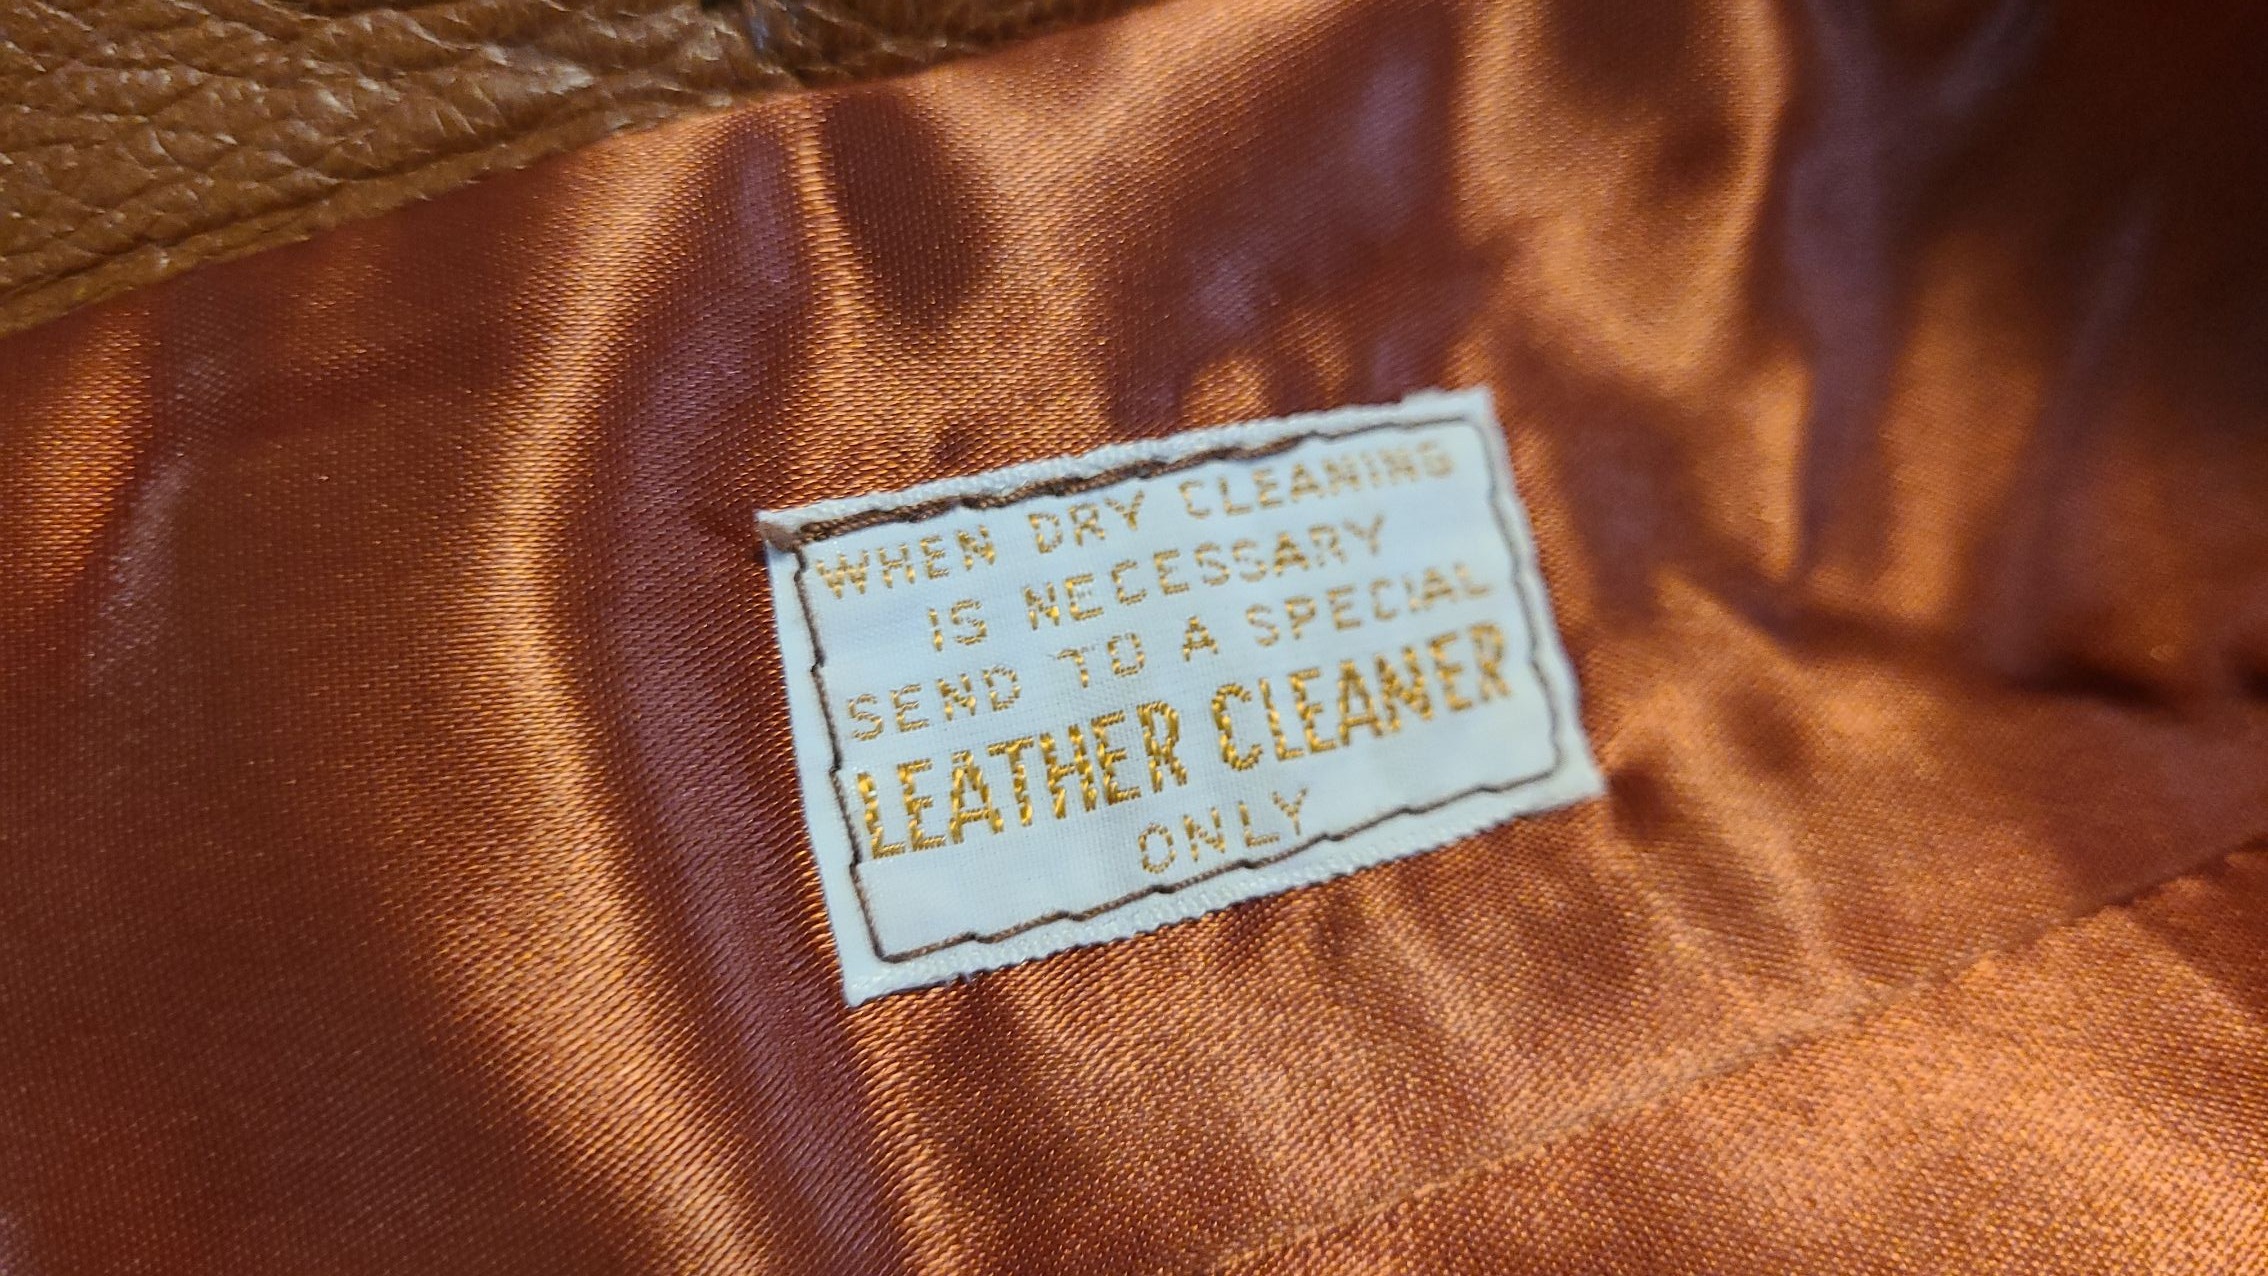 WHEN DRY CLEANING
IS NECESSARY
SEND TO A SPECIAL
LEATHER CLEANER
ONLY